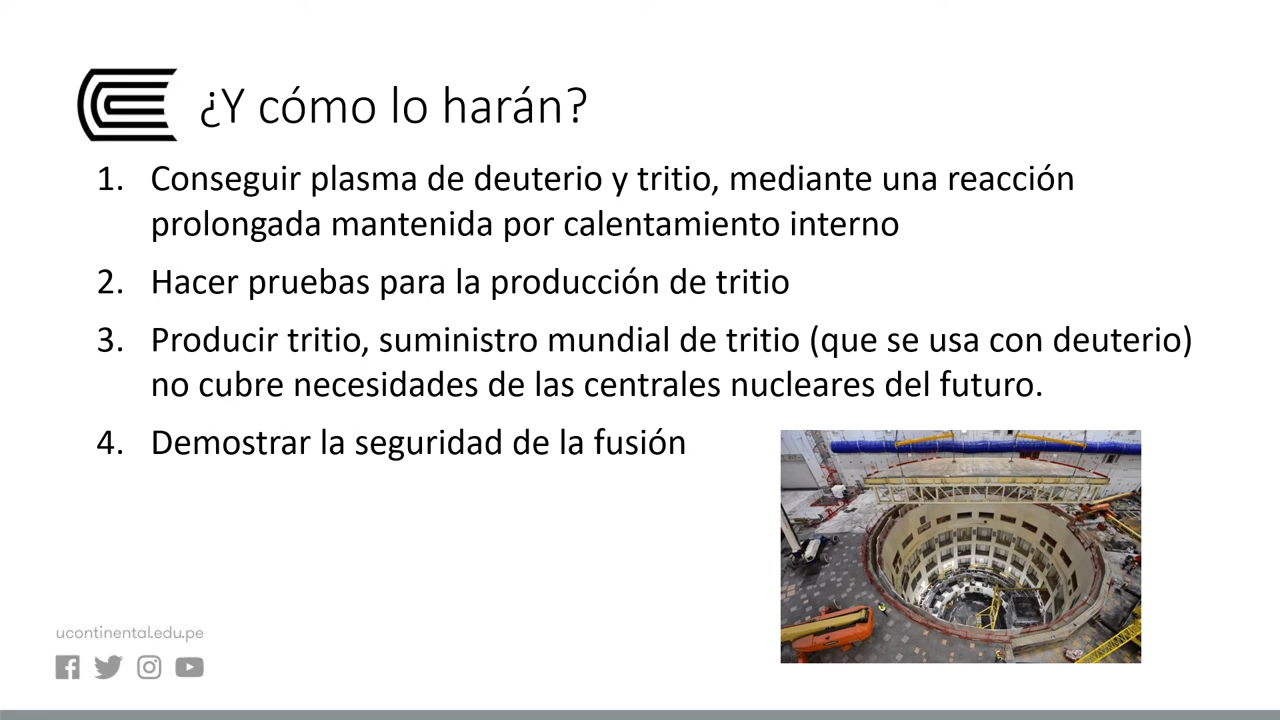 ¿Y cómo lo harán?
1. Conseguir plasma de deuterio y tritio, mediante una reacción
prolongada mantenida por calentamiento interno
2. Hacer pruebas para la producción de tritio
3. Producir tritio, suministro mundial de tritio (que se usa con deuterio)
no cubre necesidades de las centrales nucleares del futuro.
4. Demostrar la seguridad de la fusión
ucontinental.edu.pe